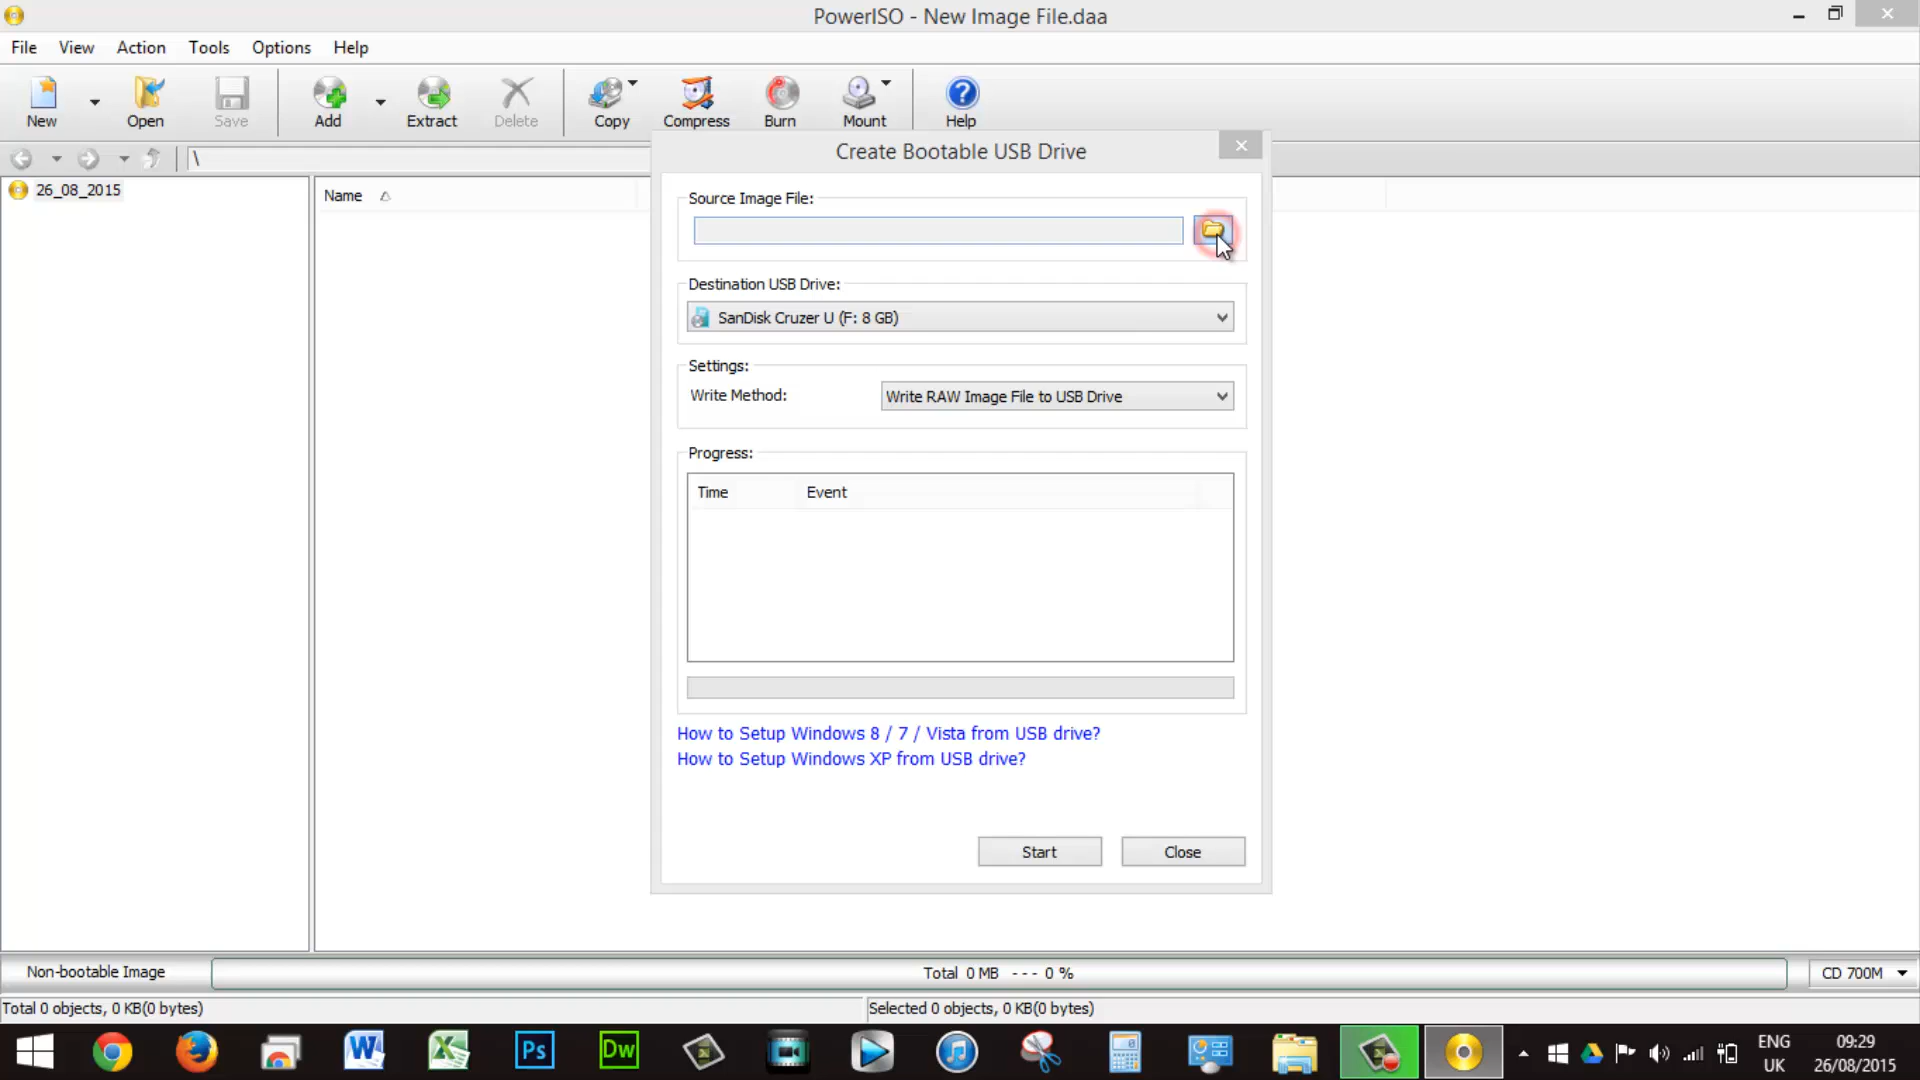 PowerISO - New Image File.daa
File View Action Tools Options Help
New Open Save Add Extract Delete Copy Compress Burn Mount Help
\
Create Bootable USB Drive
26_08_2015
Name
Source Image File:
Destination USB Drive:
SanDisk Cruzer U (F: 8 GB)
Settings:
Write Method: Write RAW Image File to USB Drive
Progress:
Time Event
How to Setup Windows 8 / 7 / Vista from USB drive?
How to Setup Windows XP from USB drive?
Start Close
Non-bootable Image Total 0 MB --- 0 % CD 700M
Total 0 objects, 0 KB(0 bytes) Selected 0 objects, 0 KB(0 bytes)
Ps Dw
ENG 09:29
UK 26/08/2015